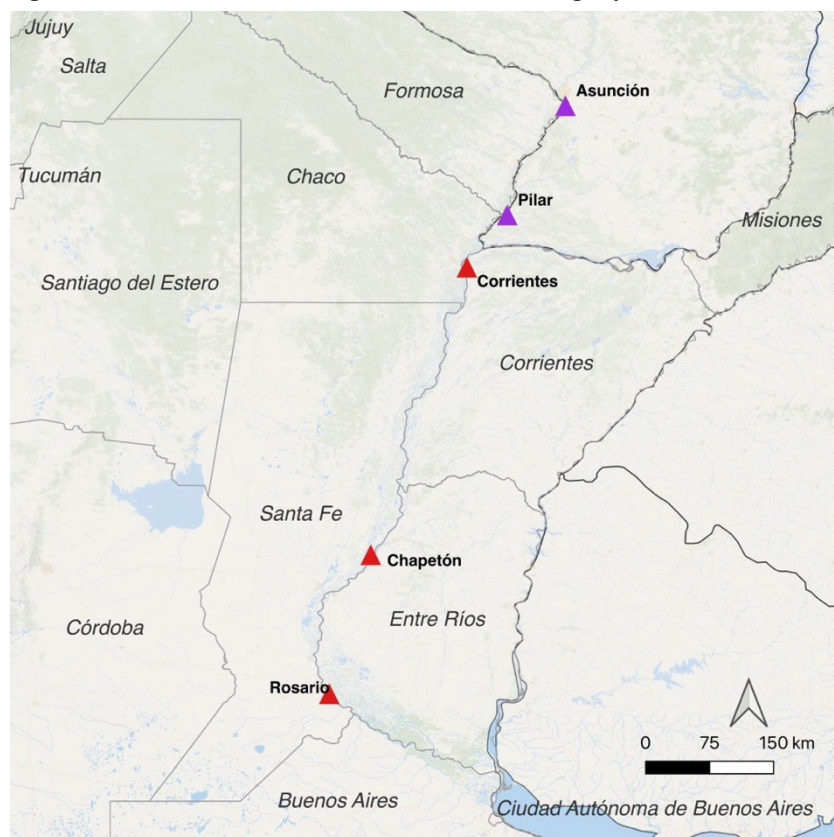 Jujuy
Salta
Formosa
Asunción
Tucumán
Chaco
Pilar
Misiones
Santiago del Estero
Corrientes
Corrientes
Santa Fe
Chapetón
Entre Ríos
Córdoba
Rosario
0 75 150 km
Buenos Aires
Ciudad Autónoma de Buenos Aires